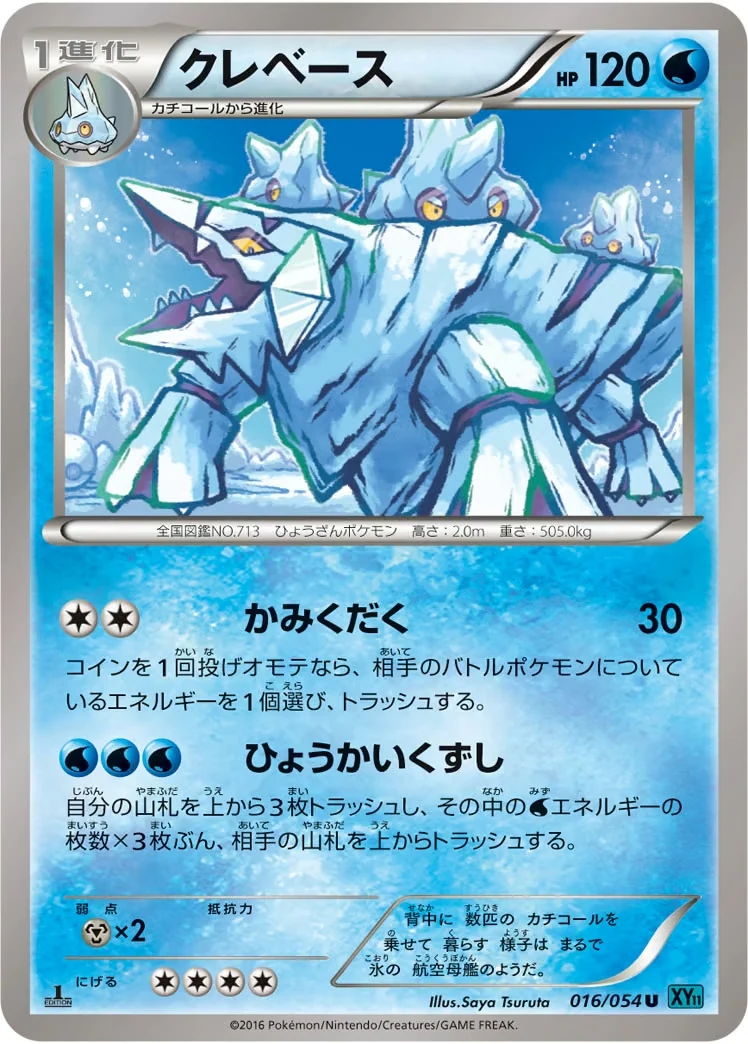 1進化
クレベース
HP 120
カチコールから進化
全国図鑑NO.713 ひょうざんポケモン 高さ:2.0m 重さ:505.0kg
かみくだく 30
コインを1回投げオモテなら、相手のバトルポケモンについて
いるエネルギーを1個選び、トラッシュする。
ひょうかいくずし
自分の山札を上から3枚トラッシュし、その中のエネルギーの
枚数×3枚ぶん、相手の山札を上からトラッシュする。
弱点 抵抗力
×2
にげる
背中に 数匹の カチコールを
乗せて 暮らす 様子は まるで
氷の 航空母艦のようだ。
1 EDITION
Illus.Saya Tsuruta 016/054 U XY11
©2016 Pokémon/Nintendo/Creatures/GAME FREAK.